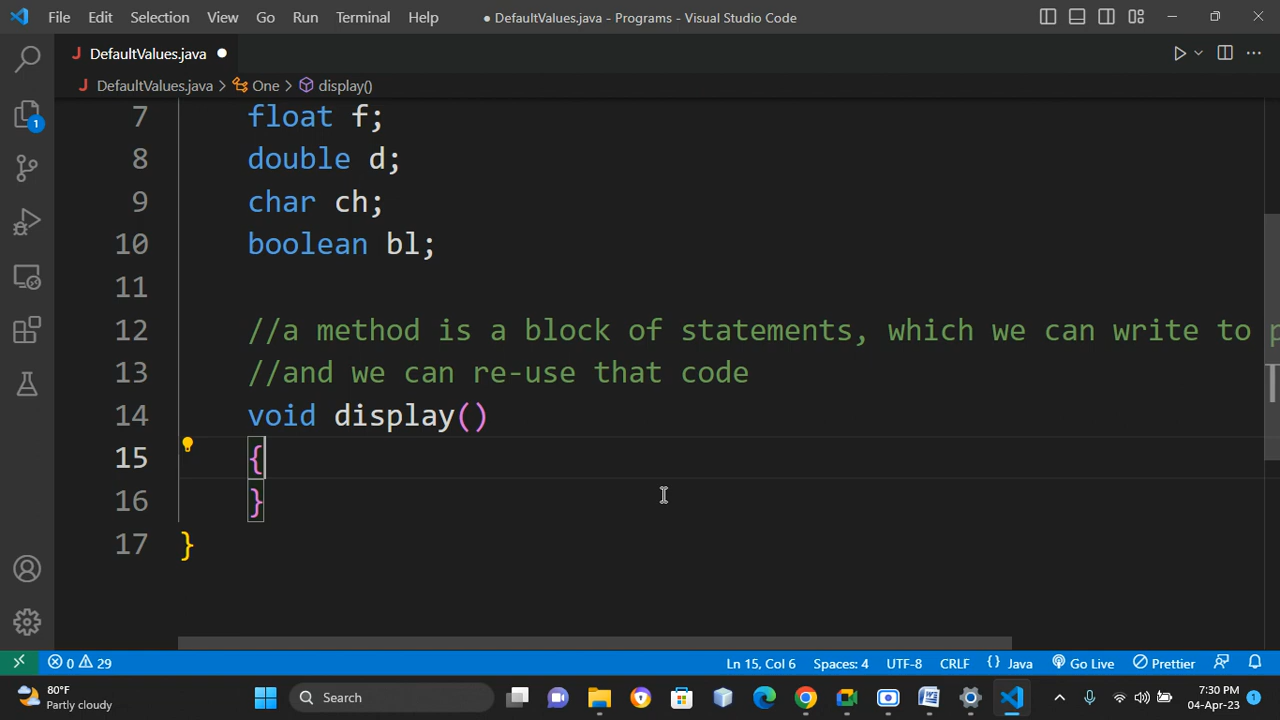 File Edit Selection View Go Run Terminal Help ● DefaultValues.java - Programs - Visual Studio Code
J DefaultValues.java ●
J DefaultValues.java > One > display()
7 float f;
8 double d;
9 char ch;
10 boolean bl;
11
12 //a method is a block of statements, which we can write to p
13 //and we can re-use that code
14 void display()
15 {
16 }
17 }
1
0 29 Ln 15, Col 6 Spaces: 4 UTF-8 CRLF {} Java Go Live Prettier
80°F
Partly cloudy
Search
7:30 PM
04-Apr-23
1